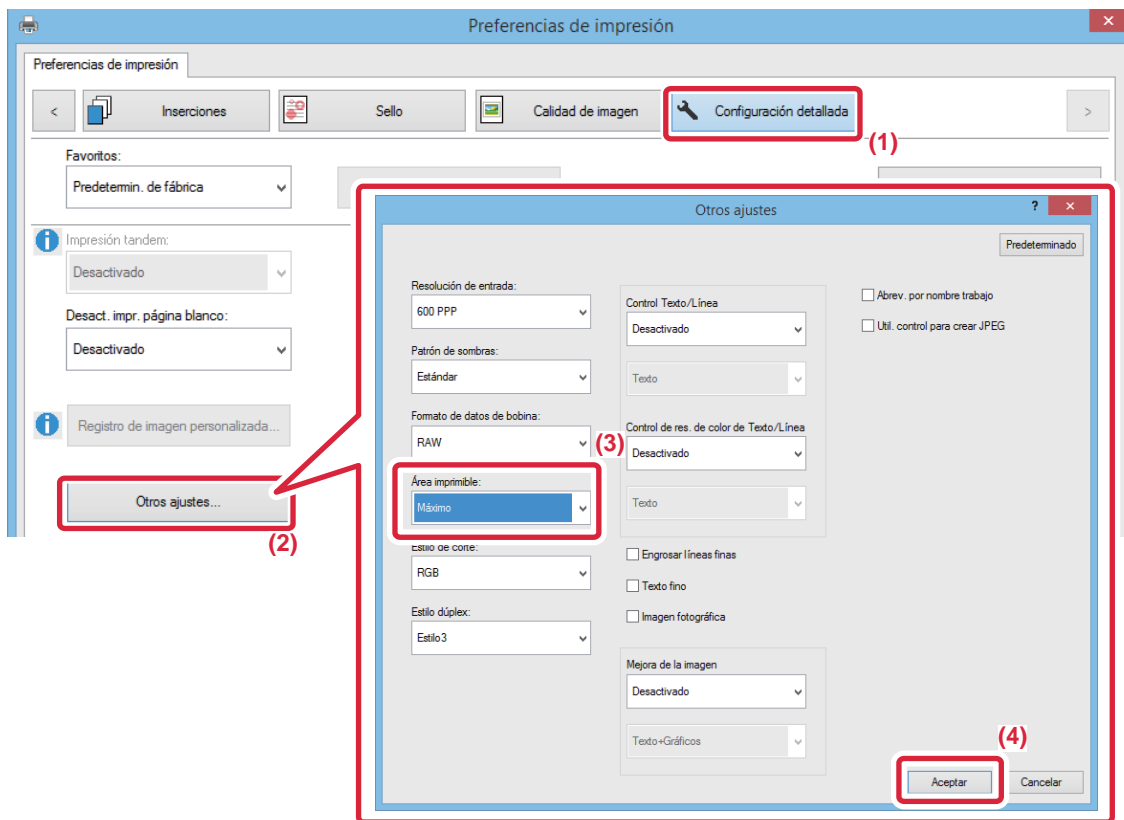 Preferencias de impresión
Preferencias de impresión
<
Inserciones
Sello
Calidad de imagen
Configuración detallada
>
(1)
Favoritos:
Predetermin. de fábrica
Impresión tandem:
Desactivado
Desact. impr. página blanco:
Desactivado
Registro de imagen personalizada...
Otros ajustes...
(2)
Otros ajustes
?
Predeterminado
Resolución de entrada:
600 PPP
Patrón de sombras:
Estándar
Formato de datos de bobina:
RAW
(3)
Área imprimible:
Máximo
Estilo de corte:
RGB
Estilo dúplex:
Estilo3
Control Texto/Línea
Desactivado
Texto
Control de res. de color de Texto/Línea
Desactivado
Texto
Engrosar líneas finas
Texto fino
Imagen fotográfica
Mejora de la imagen
Desactivado
Texto+Gráficos
Abrev. por nombre trabajo
Util. control para crear JPEG
(4)
Aceptar
Cancelar